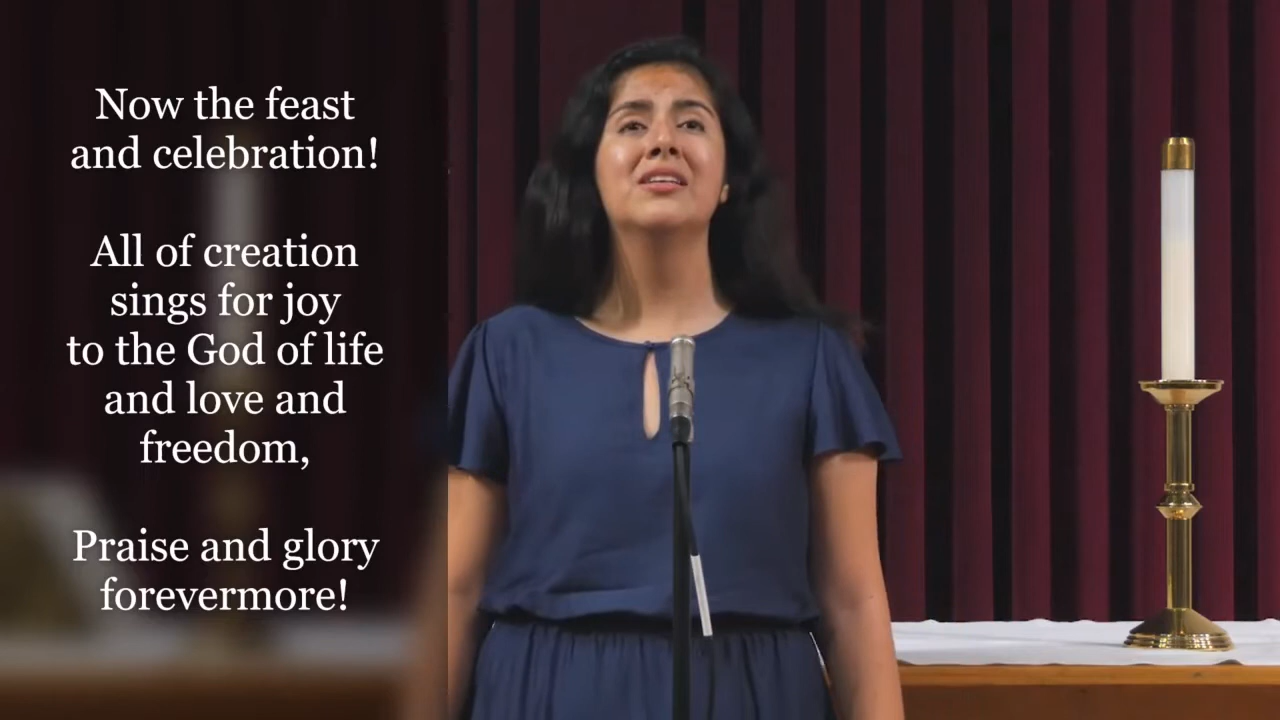 Now the feast
and celebration!
All of creation
sings for joy
to the God of life
and love and
freedom,
Praise and glory
forevermore!